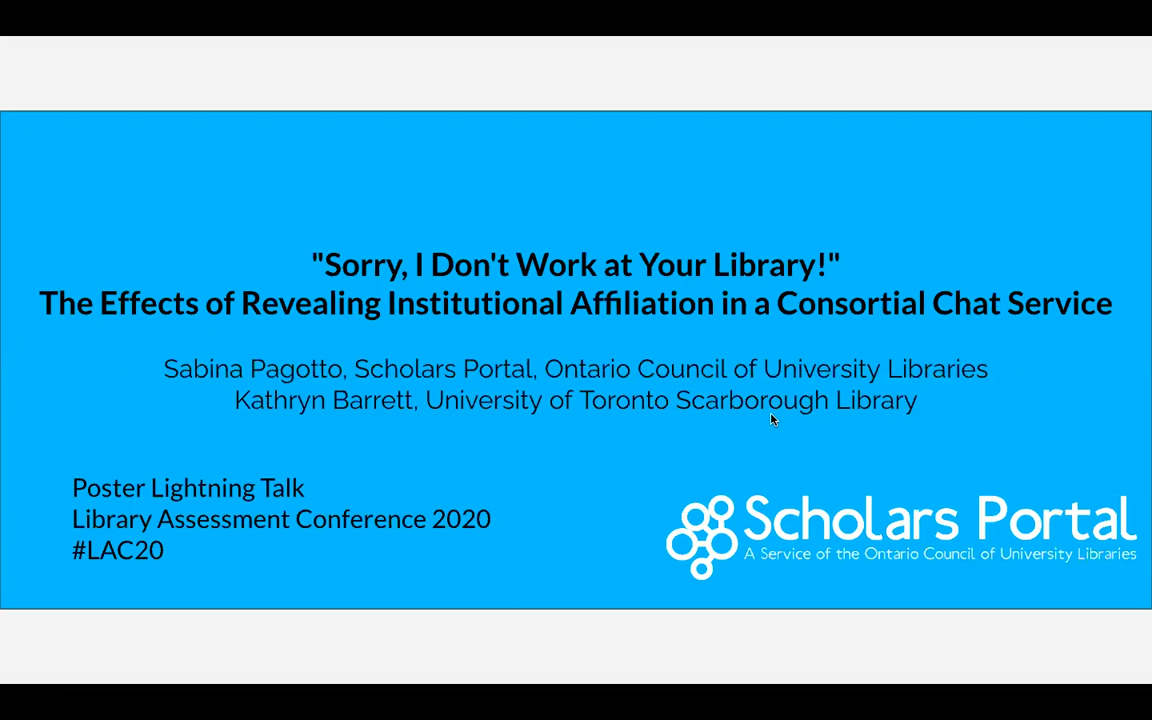 "Sorry, I Don't Work at Your Library!"
The Effects of Revealing Institutional Affiliation in a Consortial Chat Service
Sabina Pagotto, Scholars Portal, Ontario Council of University Libraries
Kathryn Barrett, University of Toronto Scarborough Library
Poster Lightning Talk
Library Assessment Conference 2020
#LAC20
Scholars Portal
A Service of the Ontario Council of University Libraries